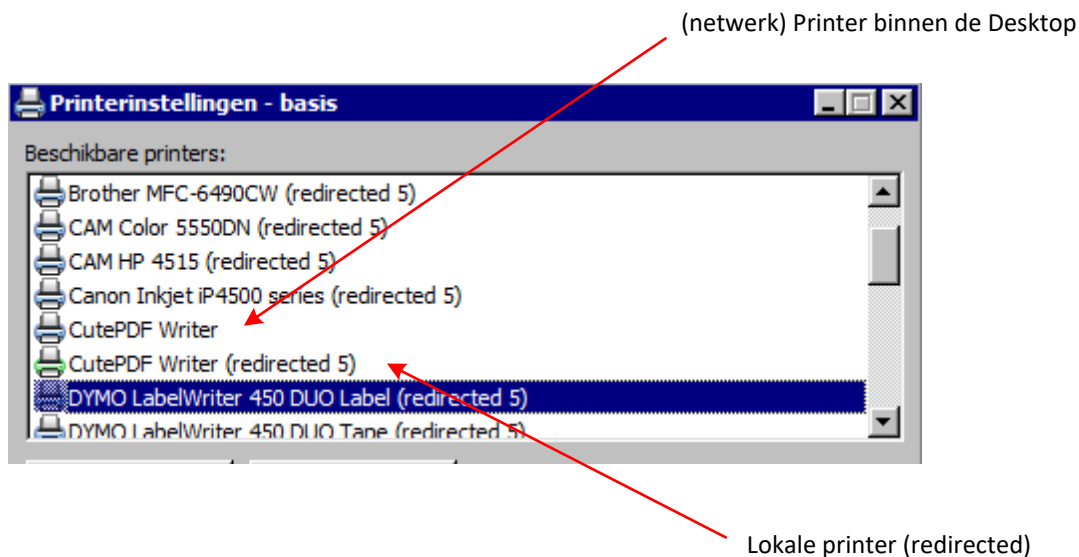 (netwerk) Printer binnen de Desktop
Printerinstellingen - basis
Beschikbare printers:
Brother MFC-6490CW (redirected 5)
CAM Color 5550DN (redirected 5)
CAM HP 4515 (redirected 5)
Canon Inkjet iP4500 series (redirected 5)
CutePDF Writer
CutePDF Writer (redirected 5)
DYMO LabelWriter 450 DUO Label (redirected 5)
DYMO LabelWriter 450 DUO Tape (redirected 5)
Lokale printer (redirected)